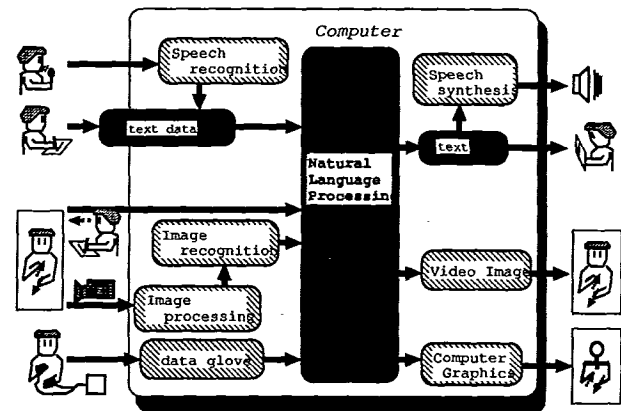 Computer
Speech
recognition
Speech
synthesis
text data
text
Natural
Language
Processing
Image
recognition
Image
processing
Video Image
data glove
Computer
Graphics